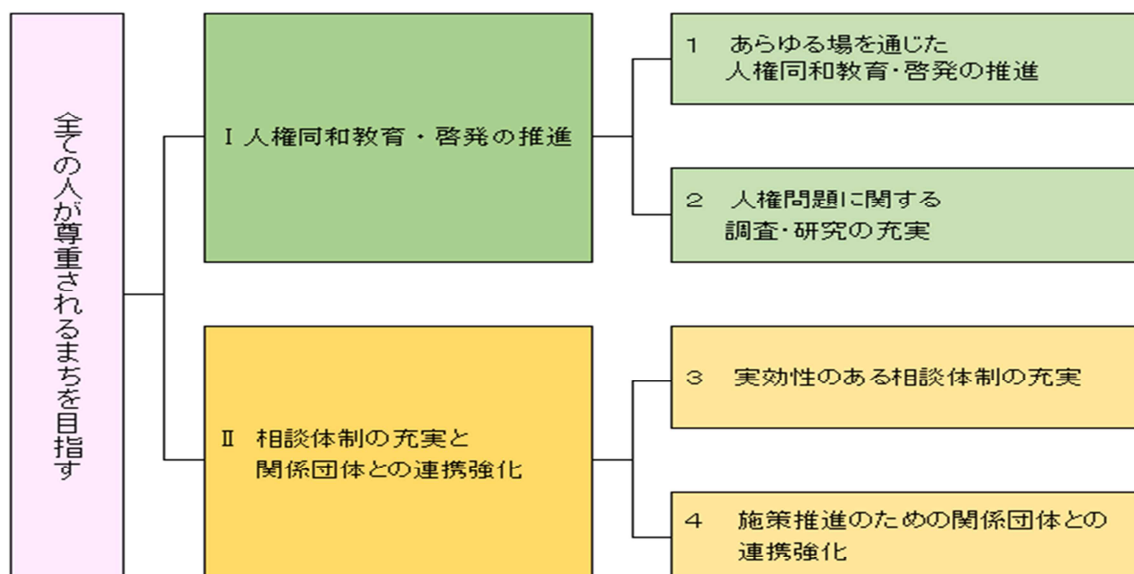 全ての人が尊重されるまちを目指す
Ⅰ 人権同和教育・啓発の推進
1 あらゆる場を通じた
人権同和教育・啓発の推進
2 人権問題に関する
調査・研究の充実
Ⅱ 相談体制の充実と
関係団体との連携強化
3 実効性のある相談体制の充実
4 施策推進のための関係団体との
連携強化